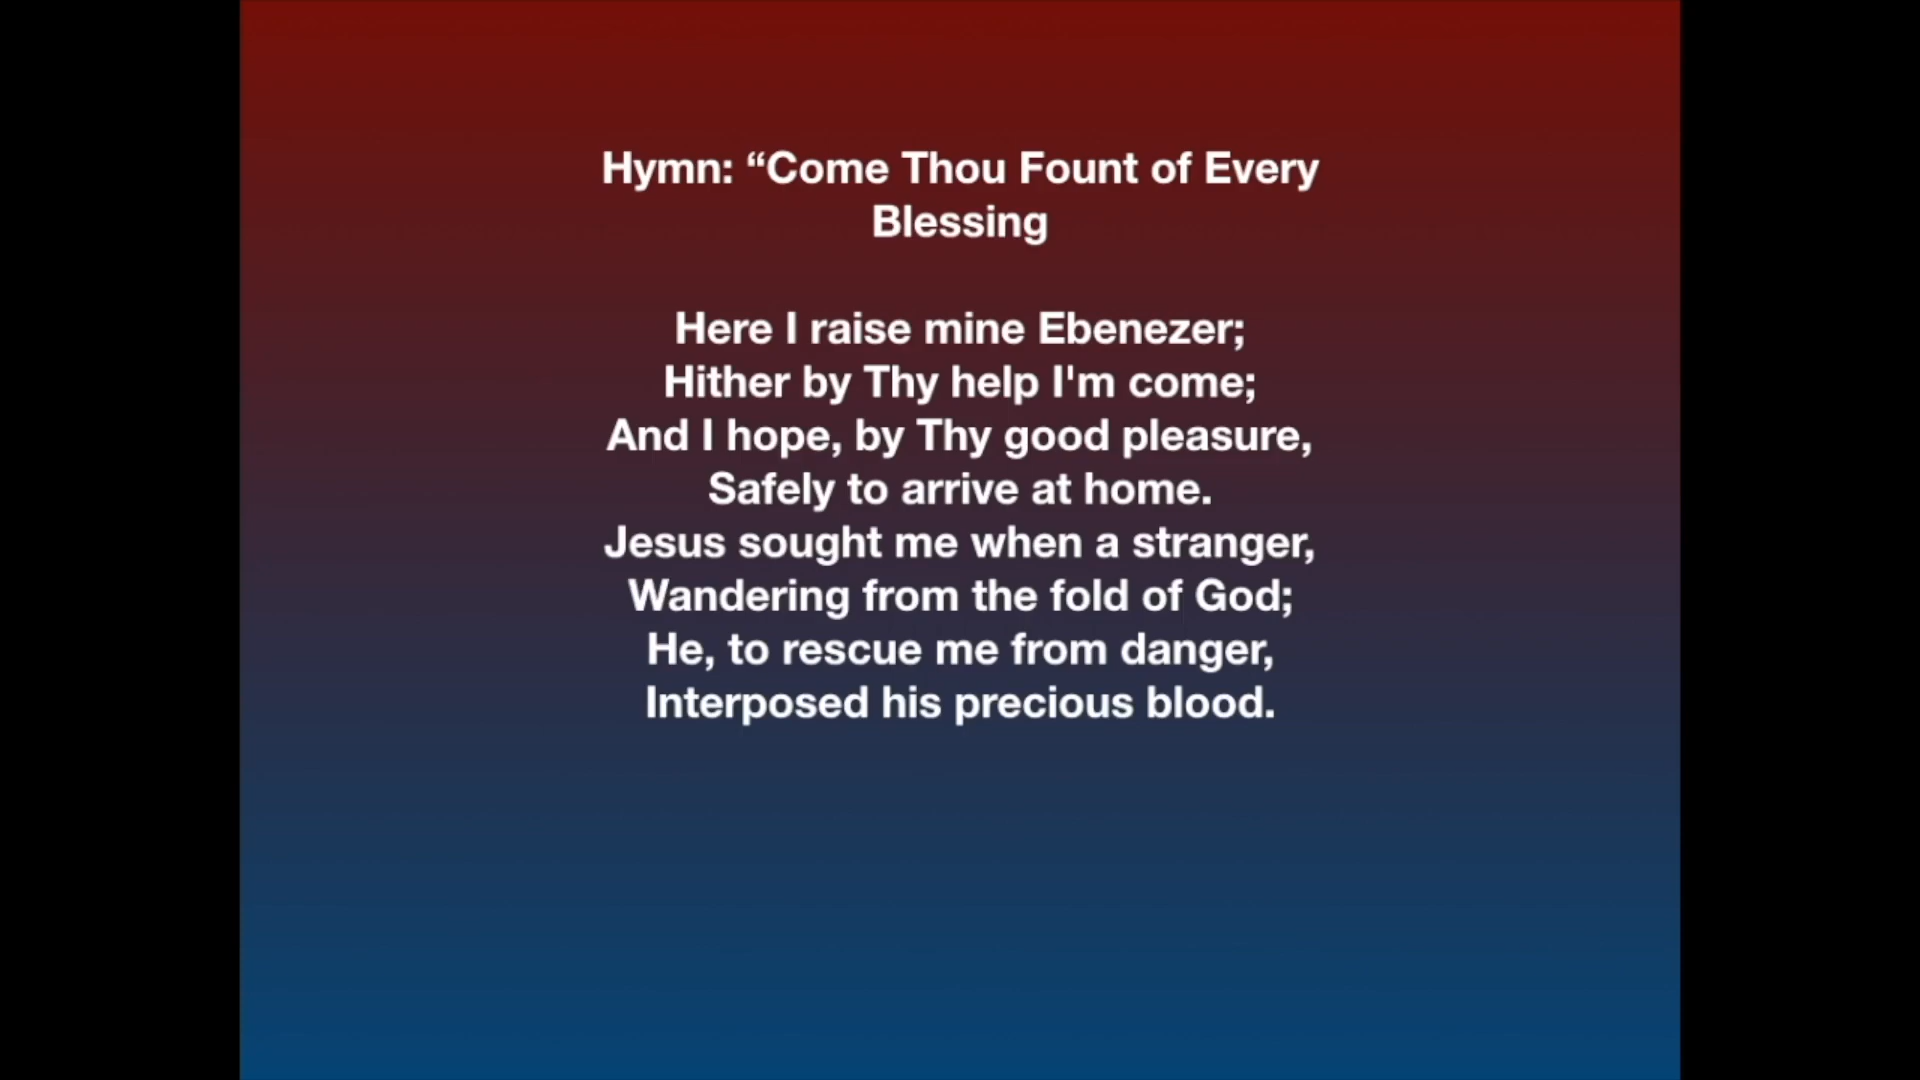 Hymn: “Come Thou Fount of Every
Blessing
Here I raise mine Ebenezer;
Hither by Thy help I'm come;
And I hope, by Thy good pleasure,
Safely to arrive at home.
Jesus sought me when a stranger,
Wandering from the fold of God;
He, to rescue me from danger,
Interposed his precious blood.